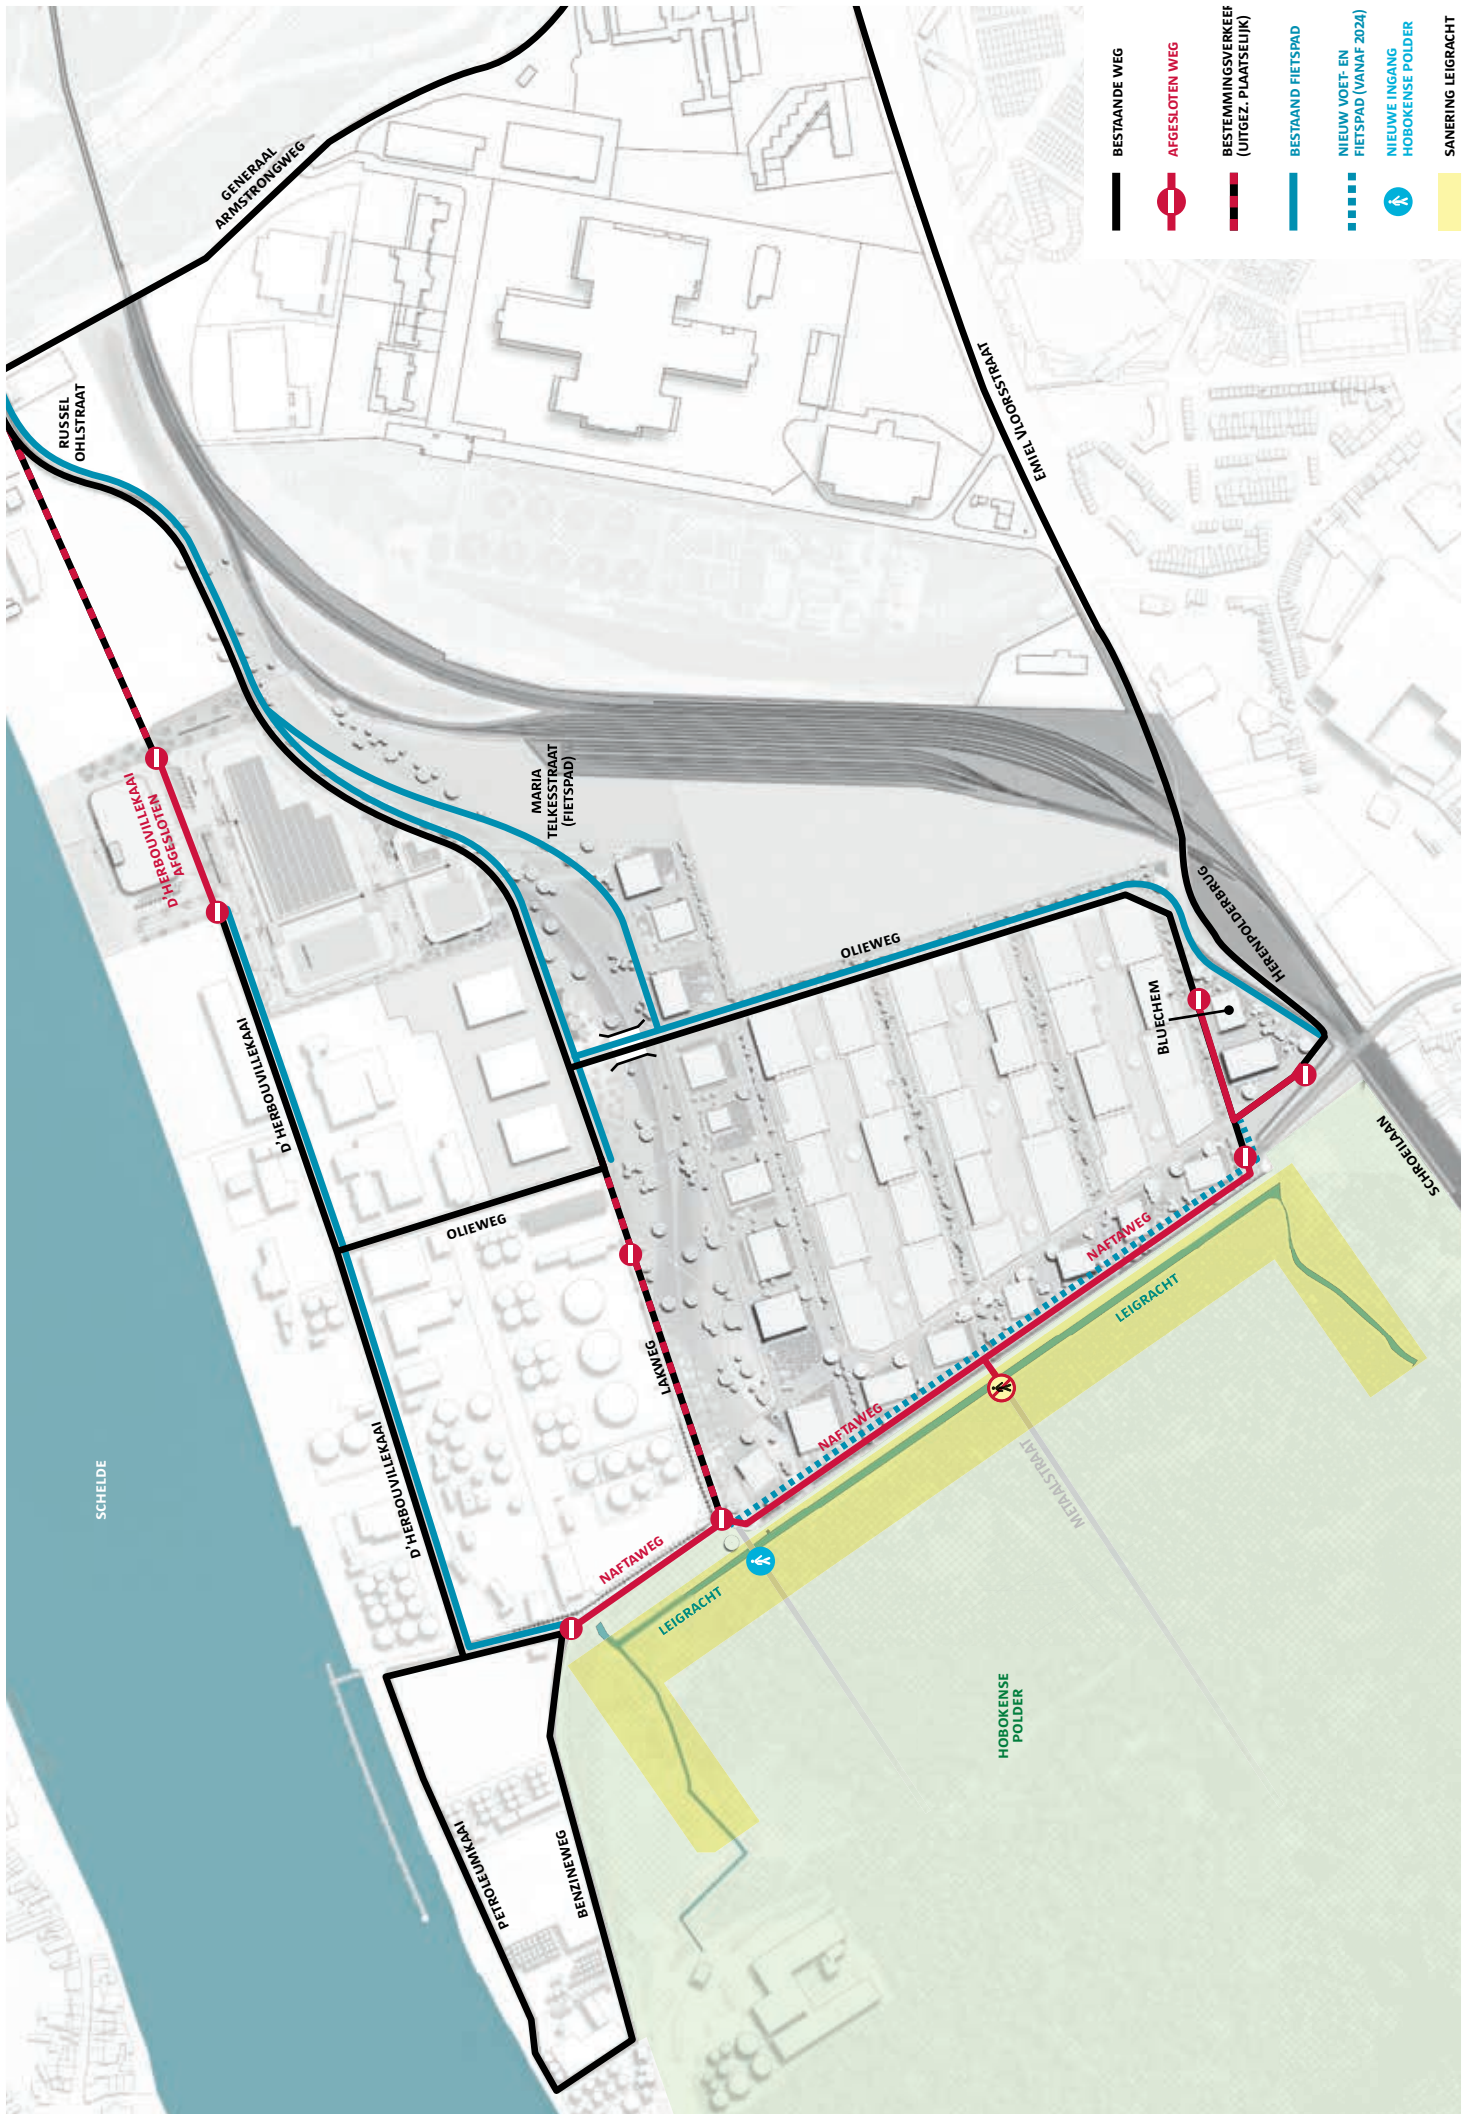 GENERAAL
ARMSTRONGWEG
RUSSEL
OHLSTRAAT
D'HERBOUVILLEKAAI
AFGESLOTEN
MARIA
TELKESSTRAAT
(FIETSPAD)
EMIEL VLOORSSTRAAT
D'HERBOUVILLEKAAI
OLIEWEG
HERENPOLDERBRUG
BLUECHEM
OLIEWEG
SCHROEILAAN
NAFTAWEG
LEIGRACHT
LAKWEG
D'HERBOUVILLEKAAI
NAFTAWEG
METAALSTRAAT
SCHELDE
NAFTAWEG
LEIGRACHT
HOBOKENSE
POLDER
PETROLEUMKAAI
BENZINEWEG
BESTAANDE WEG
AFGESLOTEN WEG
BESTEMMINGSVERKEER
(UITGEZ. PLAATSELIJK)
BESTAAND FIETSPAD
NIEUW VOET- EN
FIETSPAD (VANAF 2024)
NIEUWE INGANG
HOBOKENSE POLDER
SANERING LEIGRACHT